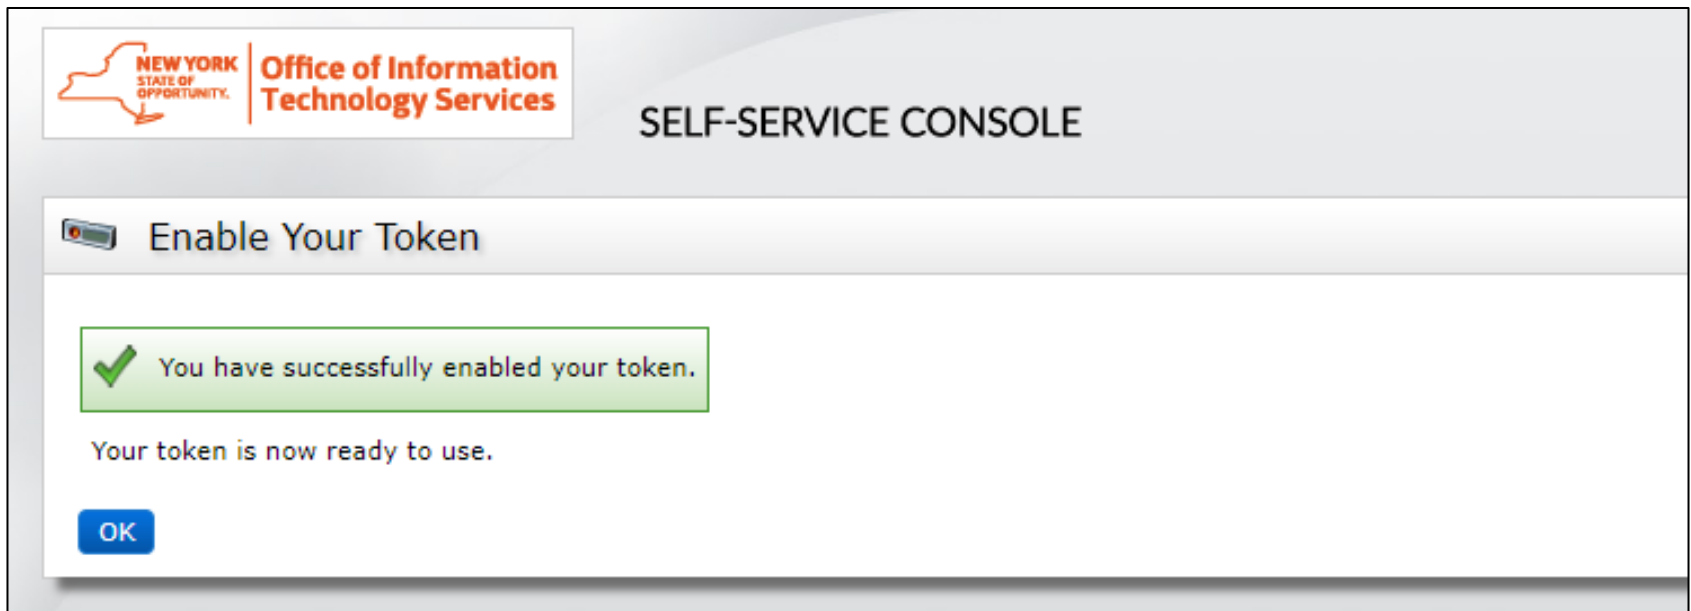 NEW YORK
STATE OF
OPPORTUNITY.
Office of Information
Technology Services
SELF-SERVICE CONSOLE
Enable Your Token
You have successfully enabled your token.
Your token is now ready to use.
OK